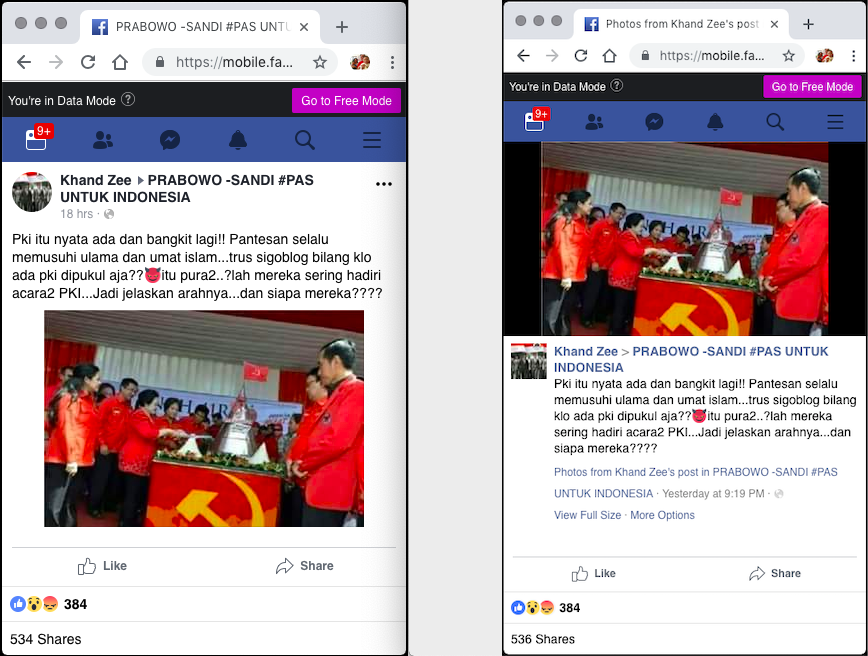 PRABOWO -SANDI #PAS UNTU
https://mobile.fa...
You're in Data Mode ?
Go to Free Mode
9+
Khand Zee ▸ PRABOWO -SANDI #PAS
UNTUK INDONESIA
18 hrs ·
Pki itu nyata ada dan bangkit lagi!! Pantesan selalu
memusuhi ulama dan umat islam...trus sigoblog bilang klo
ada pki dipukul aja??👿itu pura2..?lah mereka sering hadiri
acara2 PKI...Jadi jelaskan arahnya...dan siapa mereka????
Like
Share
384
534 Shares
Photos from Khand Zee's post
https://mobile.fa...
You're in Data Mode ?
Go to Free Mode
9+
Khand Zee > PRABOWO -SANDI #PAS UNTUK
INDONESIA
Pki itu nyata ada dan bangkit lagi!! Pantesan selalu
memusuhi ulama dan umat islam...trus sigoblog bilang
klo ada pki dipukul aja??👿itu pura2..?lah mereka
sering hadiri acara2 PKI...Jadi jelaskan arahnya...dan
siapa mereka????
Photos from Khand Zee's post in PRABOWO -SANDI #PAS
UNTUK INDONESIA · Yesterday at 9:19 PM ·
View Full Size · More Options
Like
Share
384
536 Shares